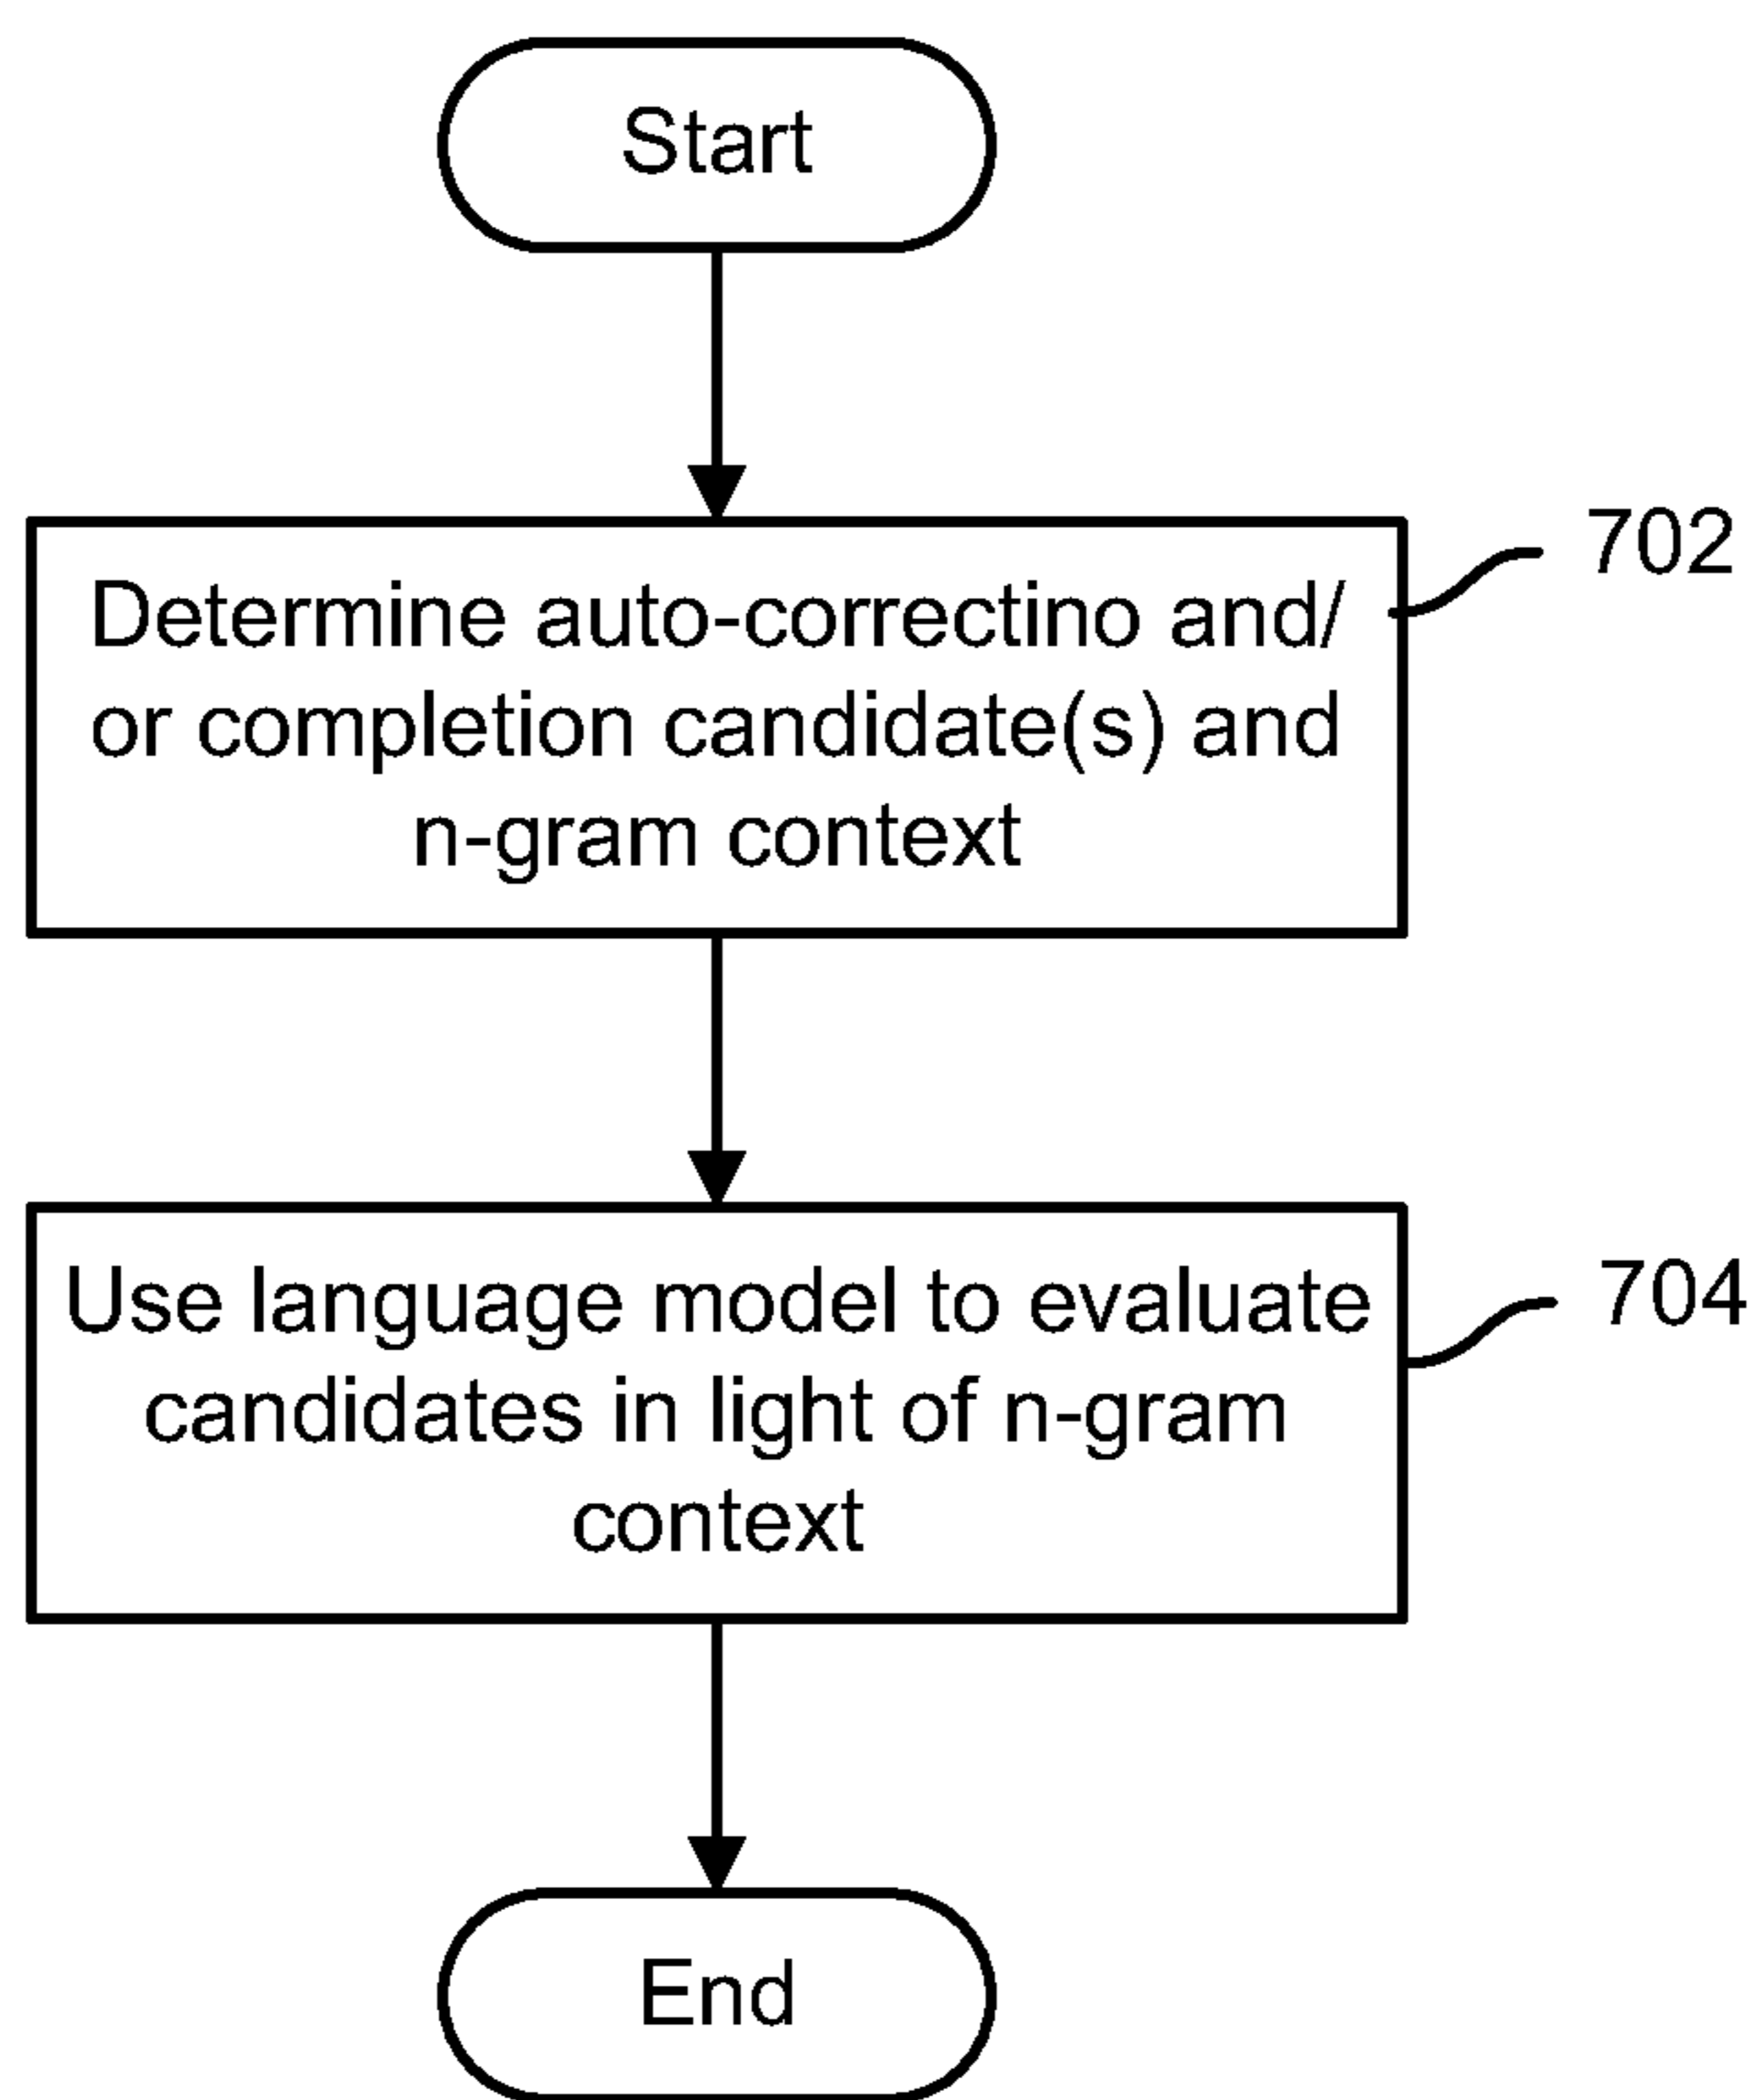 Start
702
Determine auto-correctino and/
or completion candidate(s) and
n-gram context
704
Use language model to evaluate
candidates in light of n-gram
context
End